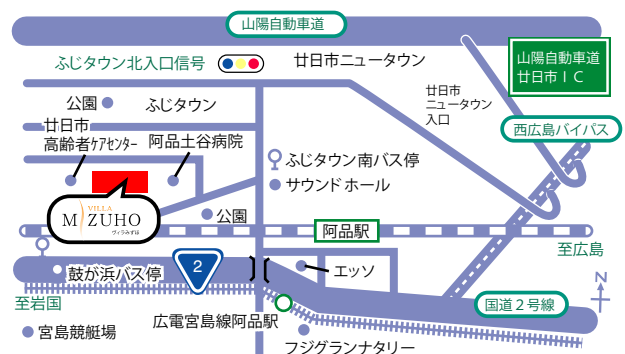 山陽自動車道
ふじタウン北入口信号
廿日市ニュータウン
山陽自動車道
廿日市ＩＣ
公園
ふじタウン
廿日市
ニュータウン
入口
廿日市
高齢者ケアセンター
阿品土谷病院
西広島バイパス
ふじタウン南バス停
サウンドホール
VILLA
MIZUHO
ヴィラみずほ
公園
阿品駅
至広島
鼓が浜バス停
2
エッソ
N
至岩国
国道２号線
宮島競艇場
広電宮島線阿品駅
フジグランナタリー